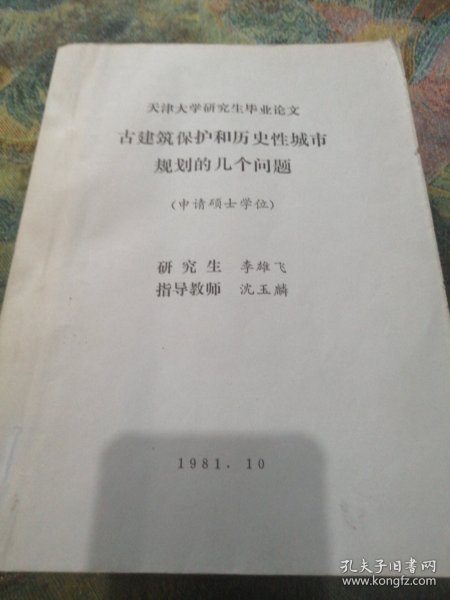 天津大学研究生毕业论文
古建筑保护和历史性城市
规划的几个问题
(申请硕士学位)
研究生 李雄飞
指导教师 沈玉麟
1981.10
孔夫子旧书网
www.kongfz.com